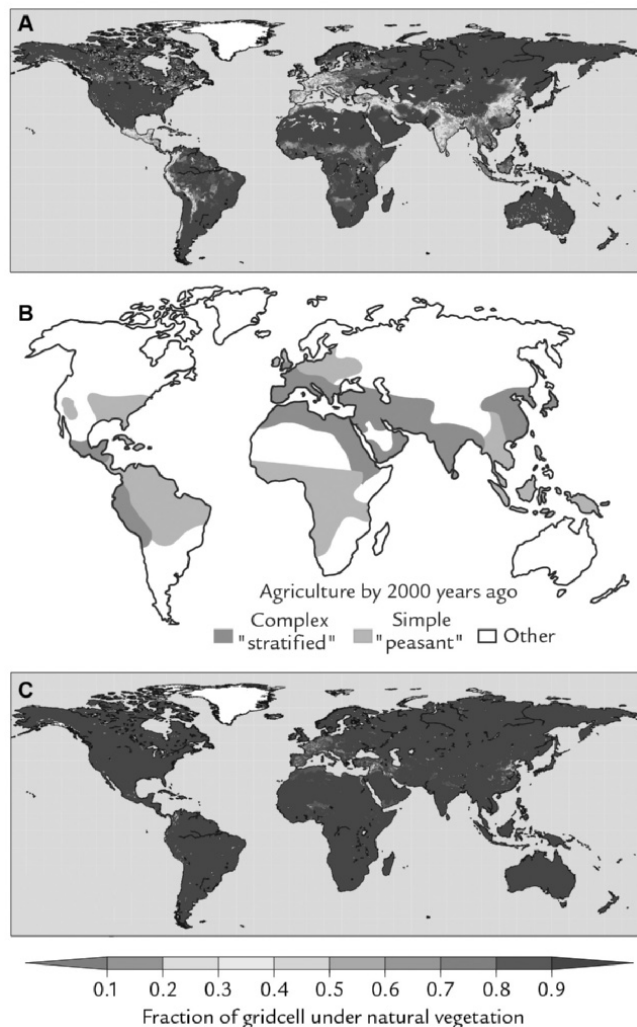 A
B
Agriculture by 2000 years ago
Complex Simple
"stratified" "peasant" Other
C
0.1 0.2 0.3 0.4 0.5 0.6 0.7 0.8 0.9
Fraction of gridcell under natural vegetation